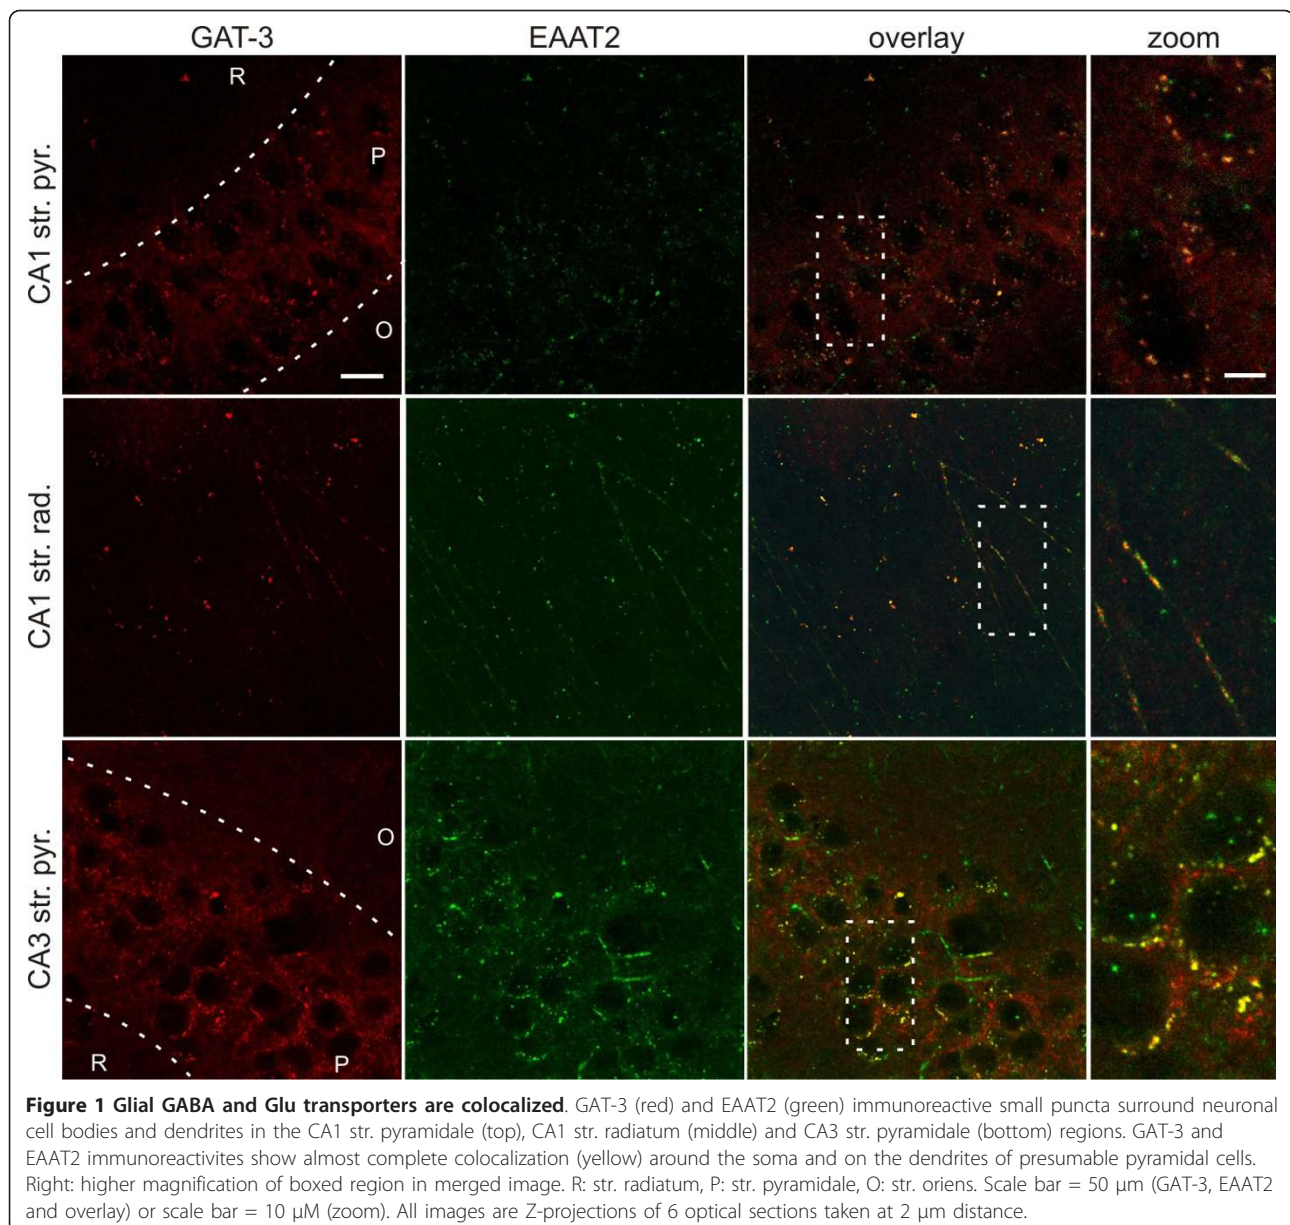 GAT-3 EAAT2 overlay zoom
CA1 str. pyr.
R
P
O
CA1 str. rad.
CA3 str. pyr.
O
R
P
Figure 1 Glial GABA and Glu transporters are colocalized. GAT-3 (red) and EAAT2 (green) immunoreactive small puncta surround neuronal
cell bodies and dendrites in the CA1 str. pyramidale (top), CA1 str. radiatum (middle) and CA3 str. pyramidale (bottom) regions. GAT-3 and
EAAT2 immunoreactivites show almost complete colocalization (yellow) around the soma and on the dendrites of presumable pyramidal cells.
Right: higher magnification of boxed region in merged image. R: str. radiatum, P: str. pyramidale, O: str. oriens. Scale bar = 50 μm (GAT-3, EAAT2
and overlay) or scale bar = 10 μM (zoom). All images are Z-projections of 6 optical sections taken at 2 μm distance.